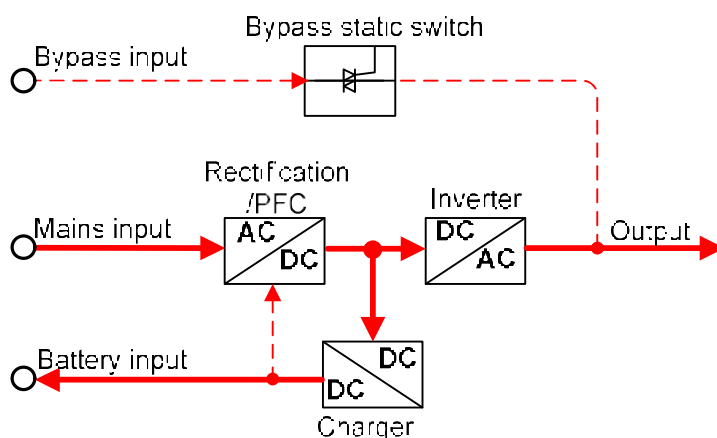 Bypass static switch
Bypass input
Rectification
/PFC
Inverter
Mains input
AC
DC
DC
AC
Output
Battery input
DC
DC
Charger